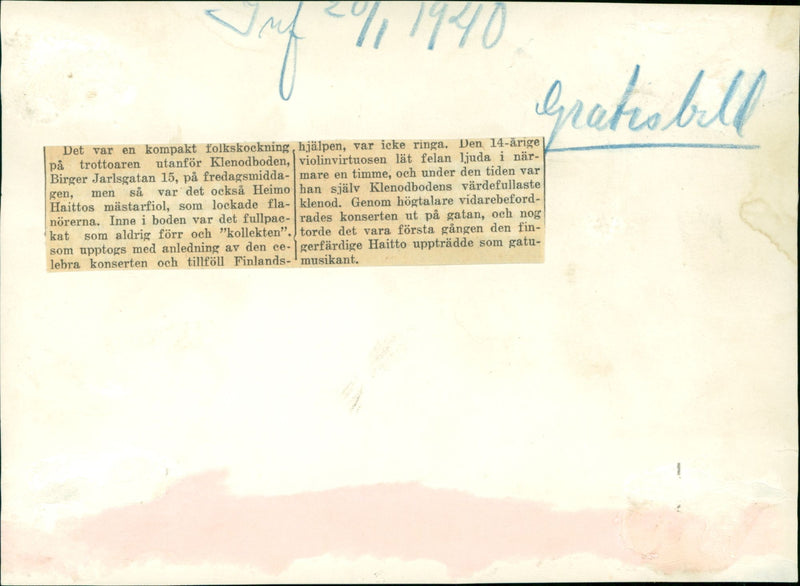 Inf 20/1 1940
Gratisbild
Det var en kompakt folkskockning
på trottoaren utanför Klenodboden,
Birger Jarlsgatan 15, på fredagsmidda-
gen, men så var det också Heimo
Haittos mästarfiol, som lockade fla-
nörerna. Inne i boden var det fullpac-
kat som aldrig förr och "kollekten",
som upptogs med anledning av den ce-
lebra konserten och tillföll Finlands-
hjälpen, var icke ringa. Den 14-årige
violinvirtuosen lät felan ljuda i när-
mare en timme, och under den tiden var
han själv Klenodbodens värdefullaste
klenod. Genom högtalare vidarebeford-
rades konserten ut på gatan, och nog
torde det vara första gången den fin-
gerfärdige Haitto uppträdde som gatu-
musikant.